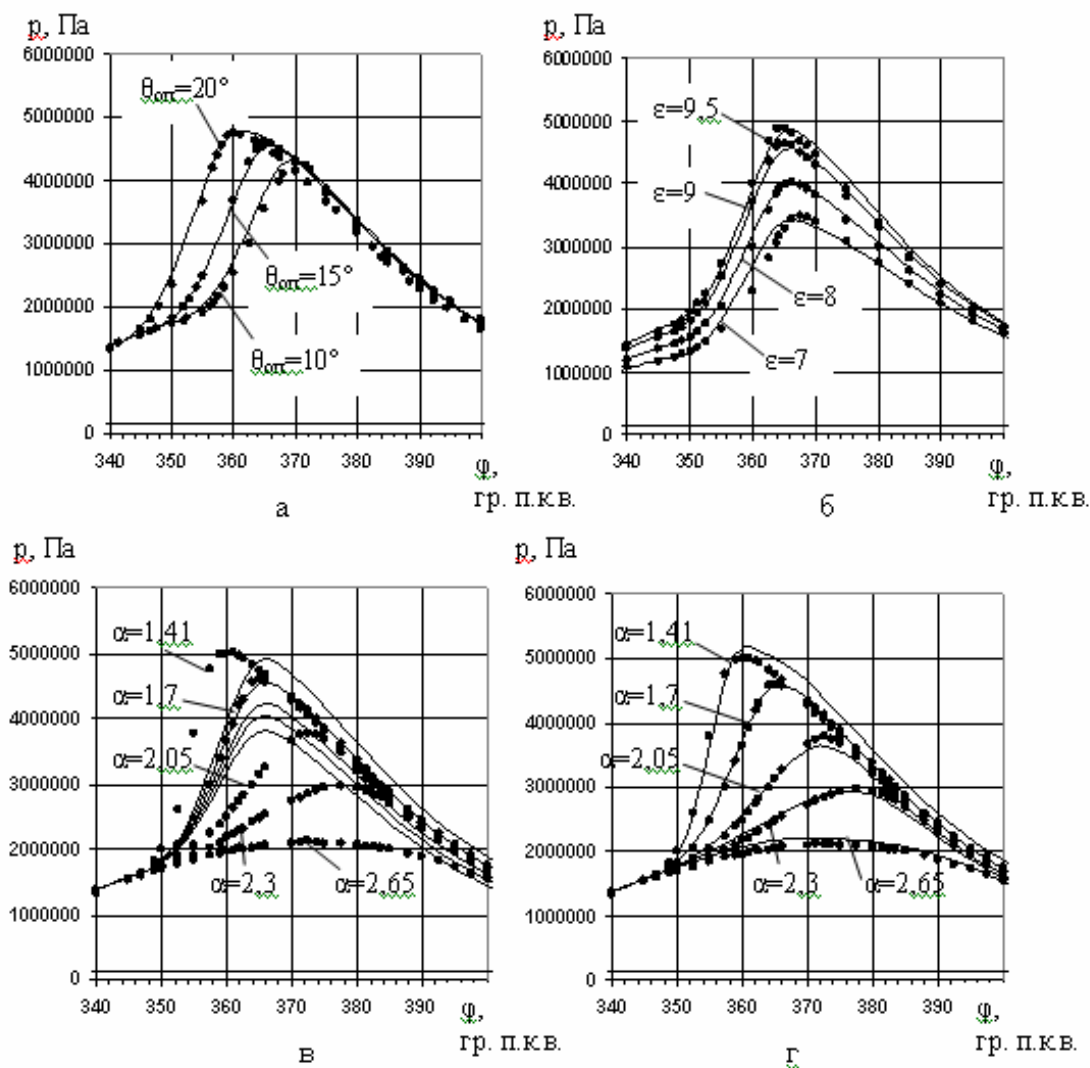 p, Па
6000000
5000000
4000000
3000000
2000000
1000000
0
θоп=20°
θоп=15°
θоп=10°
340 350 360 370 380 390
φ,
гр. п.к.в.
а
p, Па
6000000
5000000
4000000
3000000
2000000
1000000
0
ε=9,5
ε=9
ε=8
ε=7
340 350 360 370 380 390
φ,
гр. п.к.в.
б
p, Па
6000000
5000000
4000000
3000000
2000000
1000000
0
α=1,41
α=1,7
α=2,05
α=2,3
α=2,65
340 350 360 370 380 390
φ,
гр. п.к.в.
в
p, Па
6000000
5000000
4000000
3000000
2000000
1000000
0
α=1,41
α=1,7
α=2,05
α=2,3
α=2,65
340 350 360 370 380 390
φ,
гр. п.к.в.
г